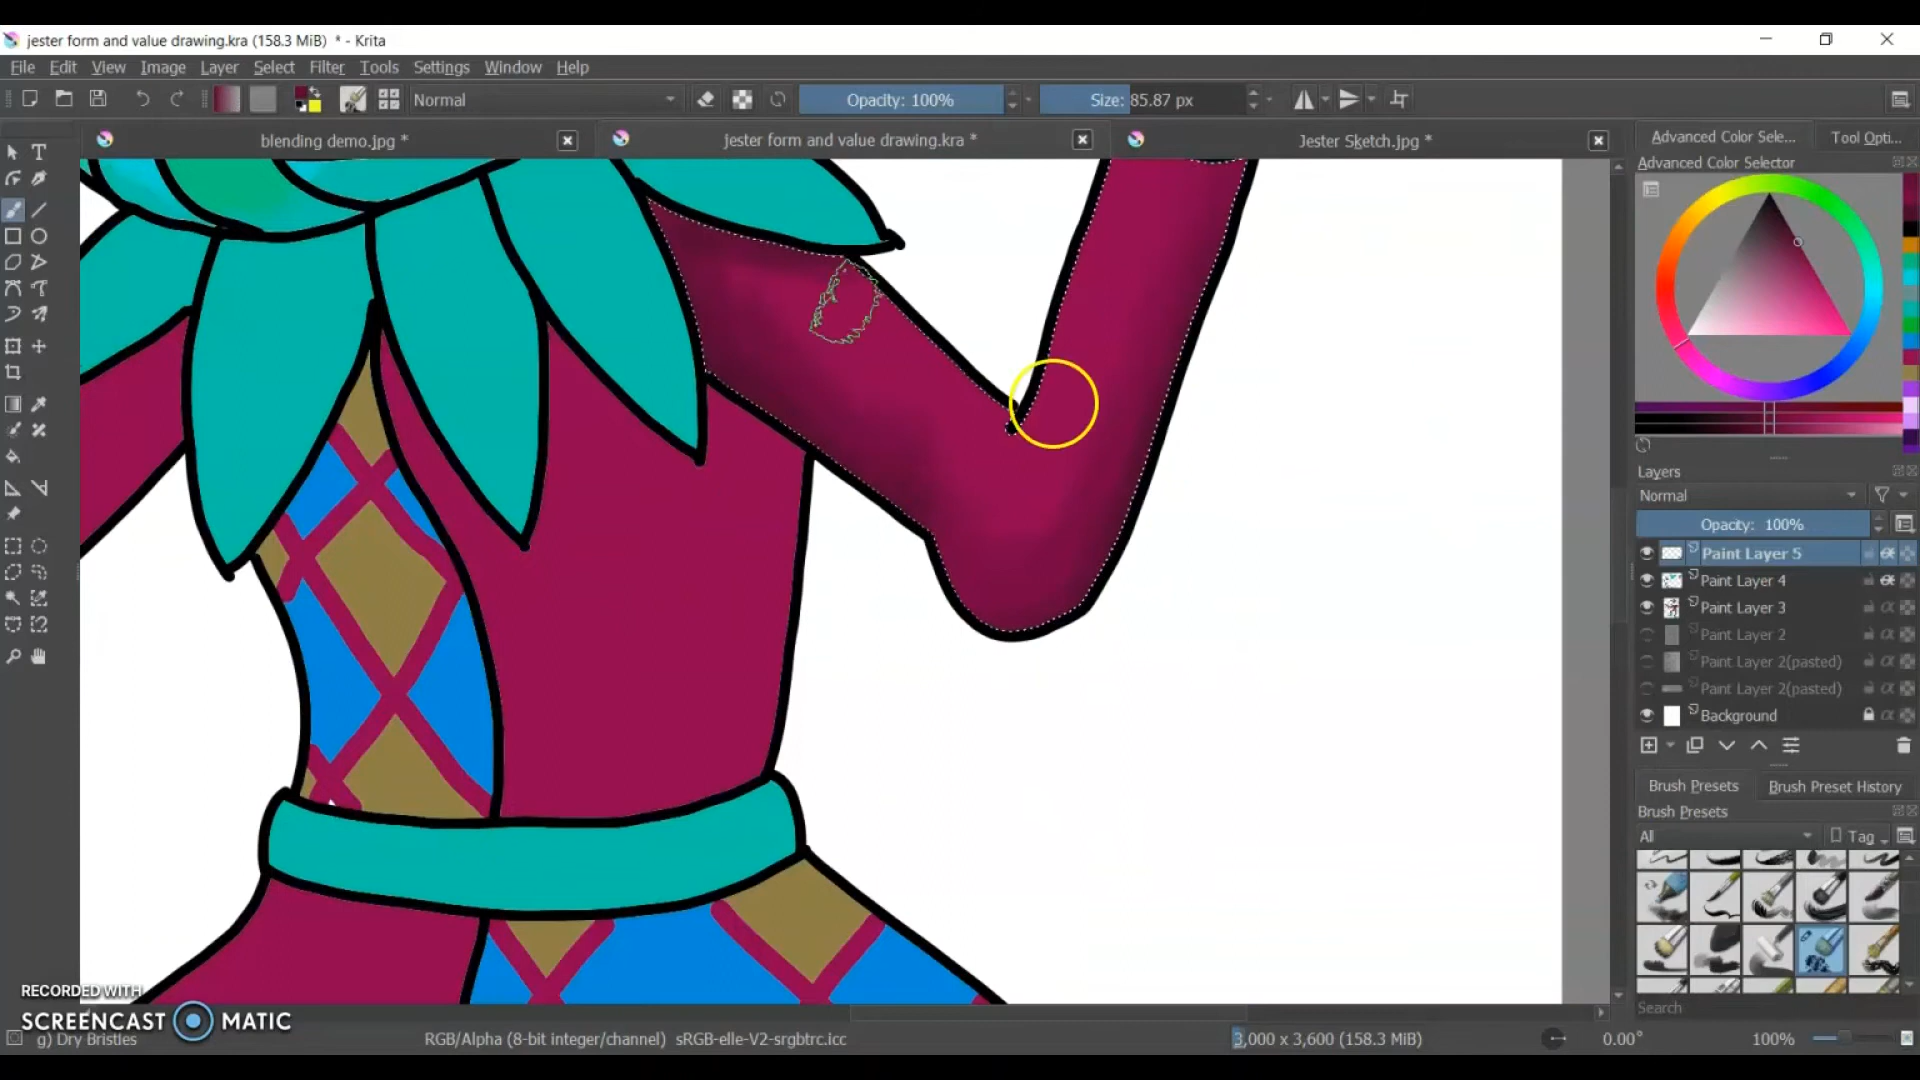 jester form and value drawing.kra (158.3 MiB) * - Krita
File Edit View Image Layer Select Filter Tools Settings Window Help
Normal Opacity: 100% Size: 85.87 px
blending demo.jpg * jester form and value drawing.kra * Jester Sketch.jpg *
Advanced Color Sele... Tool Opti...
Advanced Color Selector
Layers
Normal
Opacity: 100%
Paint Layer 5
Paint Layer 4
Paint Layer 3
Paint Layer 2
Paint Layer 2(pasted)
Paint Layer 2(pasted)
Background
Brush Presets Brush Preset History
Brush Presets
All Tag
Search
RECORDED WITH
SCREENCAST MATIC
g) Dry Bristles RGB/Alpha (8-bit integer/channel) sRGB-elle-V2-srgbtrc.icc 3,000 x 3,600 (158.3 MiB) 0.00° 100%